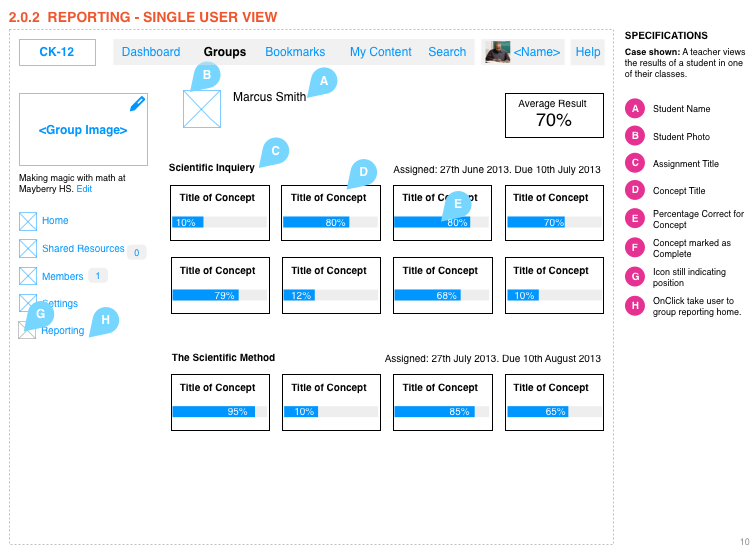 2.0.2 REPORTING - SINGLE USER VIEW
CK-12
Dashboard Groups Bookmarks My Content Search <Name> Help
B
A
Marcus Smith
Average Result
70%
<Group Image>
Making magic with math at
Mayberry HS. Edit
Home
Shared Resources 0
Members 1
Settings
G
Reporting
H
C
Scientific Inquiery
D
Assigned: 27th June 2013. Due 10th July 2013
Title of Concept Title of Concept Title of Concept Title of Concept
E
10% 80% 80% 70%
Title of Concept Title of Concept Title of Concept Title of Concept
79% 12% 68% 10%
The Scientific Method Assigned: 27th July 2013. Due 10th August 2013
Title of Concept Title of Concept Title of Concept Title of Concept
95% 10% 85% 65%
SPECIFICATIONS
Case shown: A teacher views
the results of a student in one
of their classes.
A Student Name
B Student Photo
C Assignment Title
D Concept Title
E Percentage Correct for
Concept
F Concept marked as
Complete
G Icon still indicating
position
H OnClick take user to
group reporting home.
10